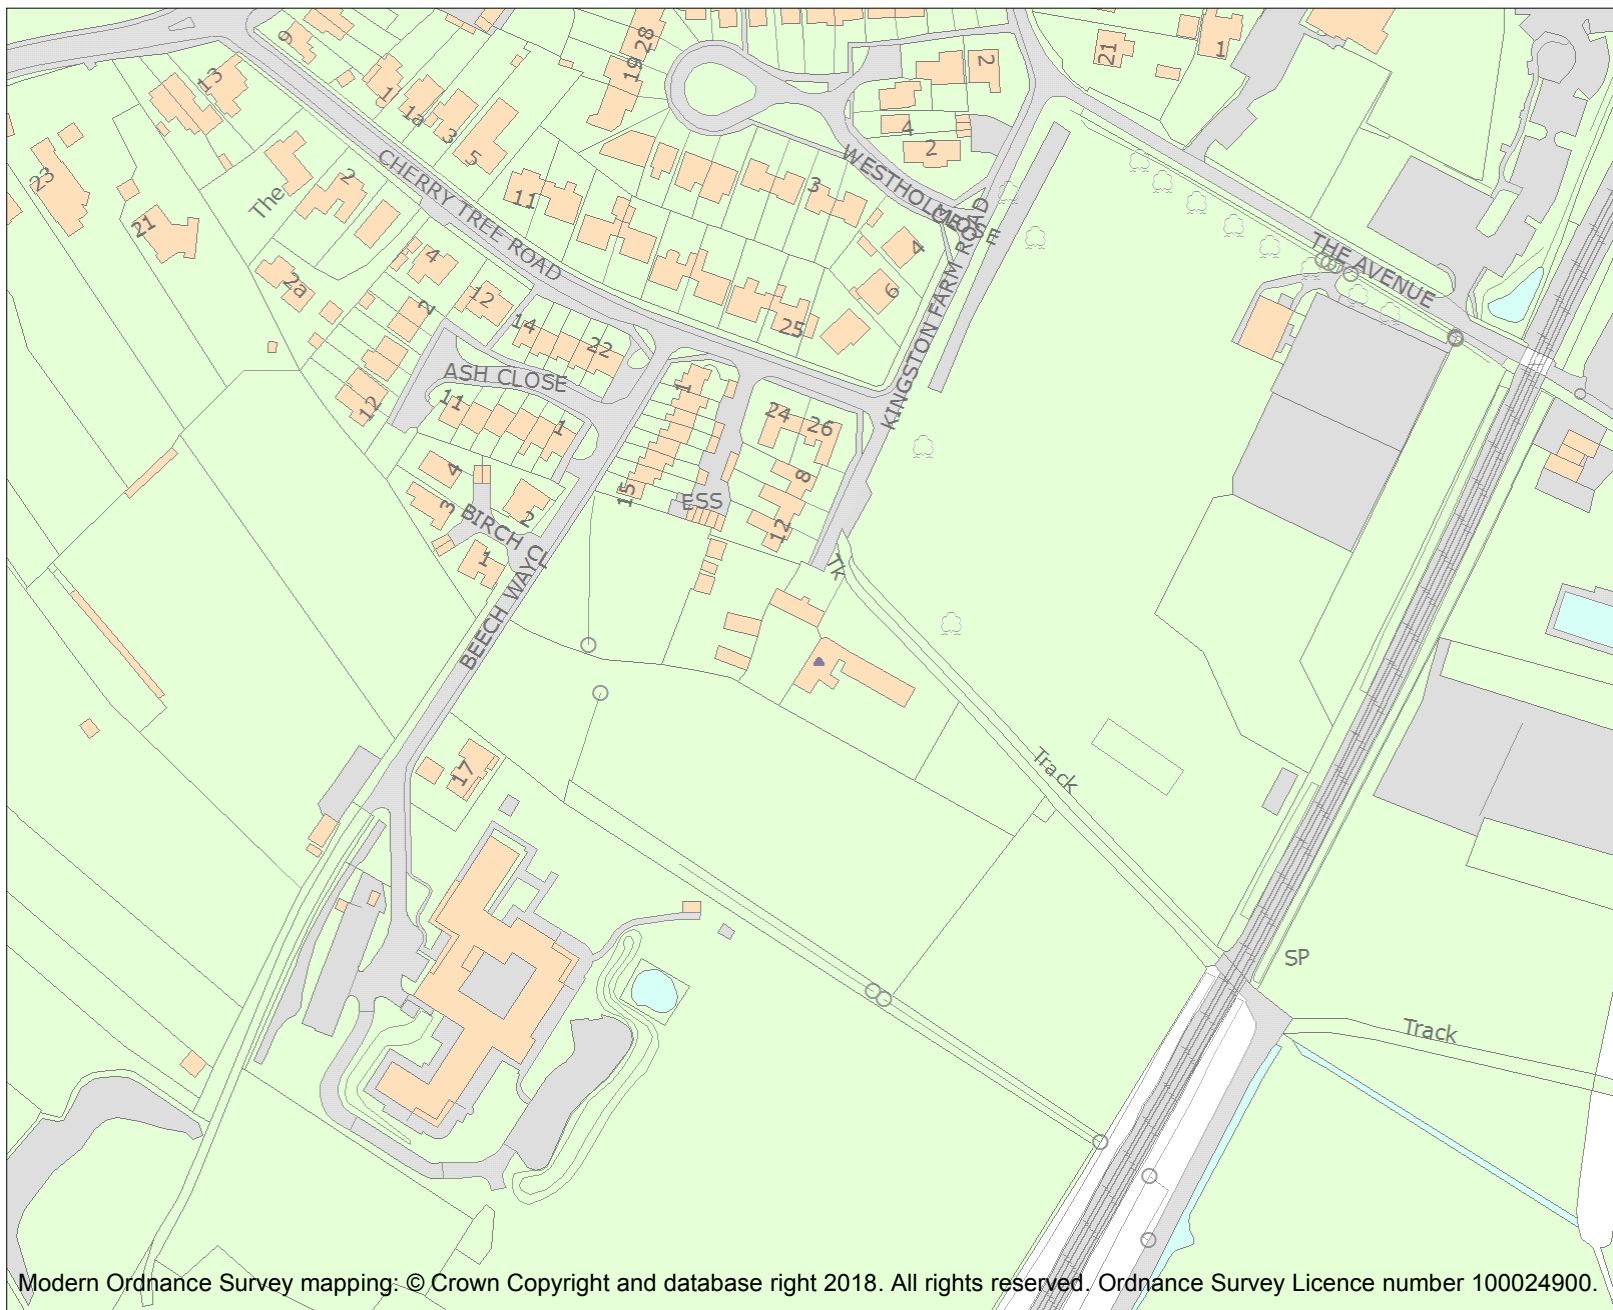 9
19-28
2
21
1
13
1
1a
3
5
4
2
WESTHOLME
CLOSE
23
21
The
2
CHERRY TREE ROAD
11
3
4
6
THE AVENUE
2a
4
2
12
14
22
25
KINGSTON FARM ROAD
ASH CLOSE
12
11
1
1
24
26
15
ESS
8
12
4
3
2
BIRCH CL
1
Tk
BEECH WAY
17
Track
SP
Track
Modern Ordnance Survey mapping: © Crown Copyright and database right 2018. All rights reserved. Ordnance Survey Licence number 100024900.